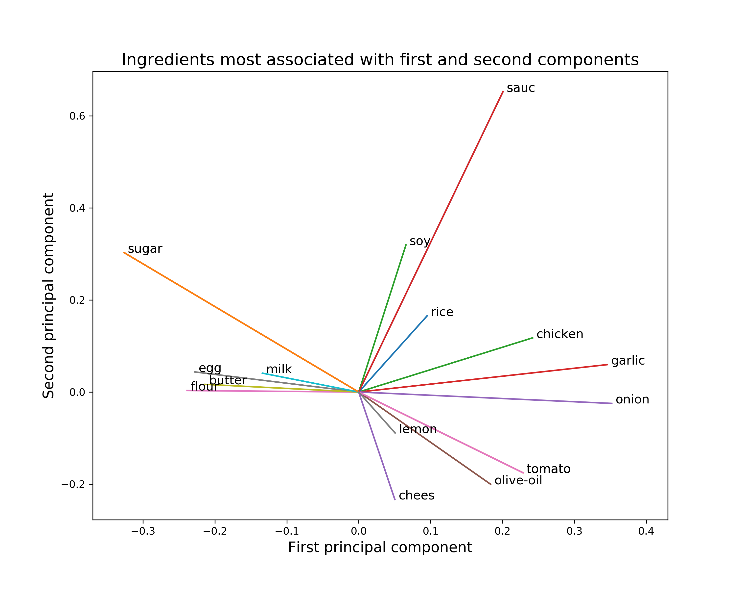 Ingredients most associated with first and second components
sauc
0.6
soy
0.4
sugar
rice
0.2
chicken
garlic
egg
milk
butter
flour
0.0
onion
lemon
tomato
olive-oil
−0.2
chees
−0.3
−0.2
−0.1
0.0
0.1
0.2
0.3
0.4
First principal component
Second principal component